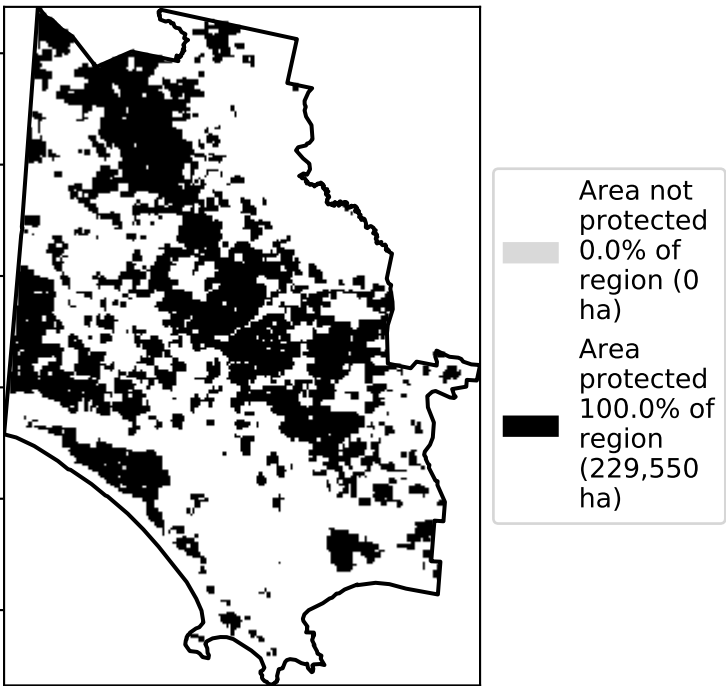 Area not
protected
0.0% of
region (0
ha)
Area
protected
100.0% of
region
(229,550
ha)